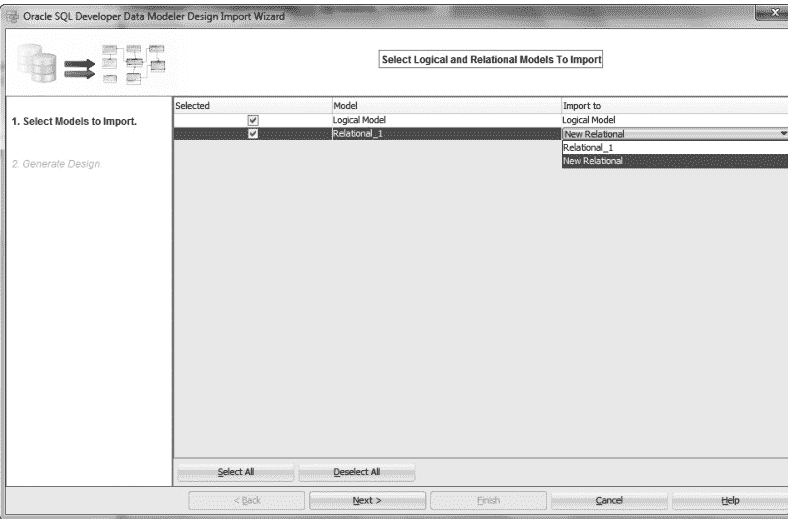 Oracle SQL Developer Data Modeler Design Import Wizard
Select Logical and Relational Models To Import
1. Select Models to Import.
2. Generate Design.
Selected Model Import to
Logical Model Logical Model
Relational_1 New Relational
Relational_1
New Relational
Select All Deselect All
< Back Next > Finish Cancel Help